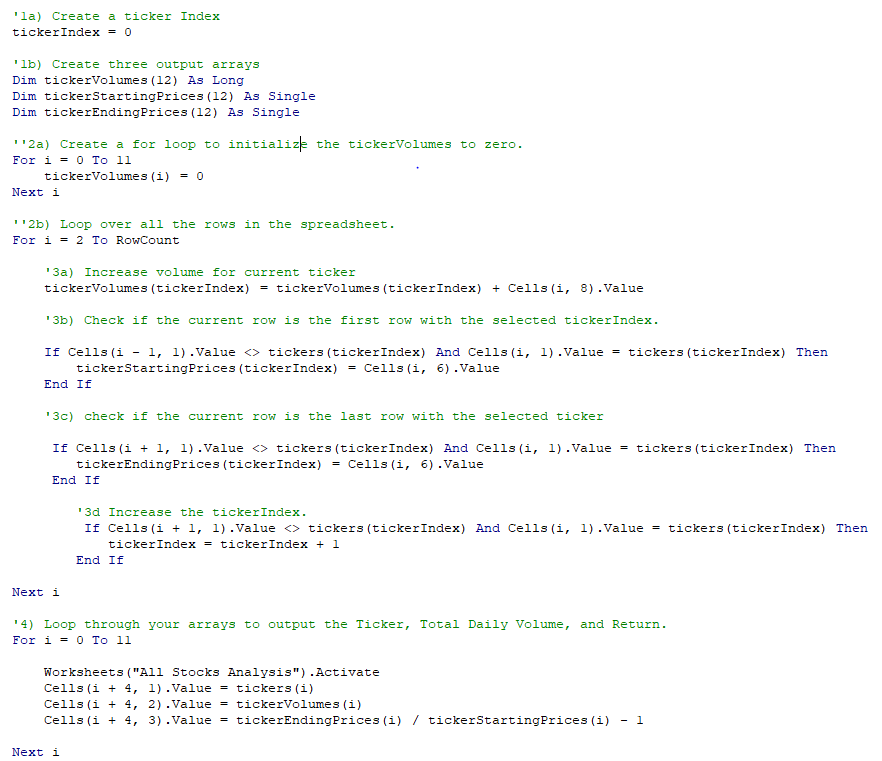 '1a) Create a ticker Index
tickerIndex = 0
'1b) Create three output arrays
Dim tickerVolumes(12) As Long
Dim tickerStartingPrices(12) As Single
Dim tickerEndingPrices(12) As Single
''2a) Create a for loop to initialize the tickerVolumes to zero.
For i = 0 To 11
tickerVolumes(i) = 0
Next i
''2b) Loop over all the rows in the spreadsheet.
For i = 2 To RowCount
'3a) Increase volume for current ticker
tickerVolumes(tickerIndex) = tickerVolumes(tickerIndex) + Cells(i, 8).Value
'3b) Check if the current row is the first row with the selected tickerIndex.
If Cells(i - 1, 1).Value <> tickers(tickerIndex) And Cells(i, 1).Value = tickers(tickerIndex) Then
tickerStartingPrices(tickerIndex) = Cells(i, 6).Value
End If
'3c) check if the current row is the last row with the selected ticker
If Cells(i + 1, 1).Value <> tickers(tickerIndex) And Cells(i, 1).Value = tickers(tickerIndex) Then
tickerEndingPrices(tickerIndex) = Cells(i, 6).Value
End If
'3d Increase the tickerIndex.
If Cells(i + 1, 1).Value <> tickers(tickerIndex) And Cells(i, 1).Value = tickers(tickerIndex) Then
tickerIndex = tickerIndex + 1
End If
Next i
'4) Loop through your arrays to output the Ticker, Total Daily Volume, and Return.
For i = 0 To 11
Worksheets("All Stocks Analysis").Activate
Cells(i + 4, 1).Value = tickers(i)
Cells(i + 4, 2).Value = tickerVolumes(i)
Cells(i + 4, 3).Value = tickerEndingPrices(i) / tickerStartingPrices(i) - 1
Next i